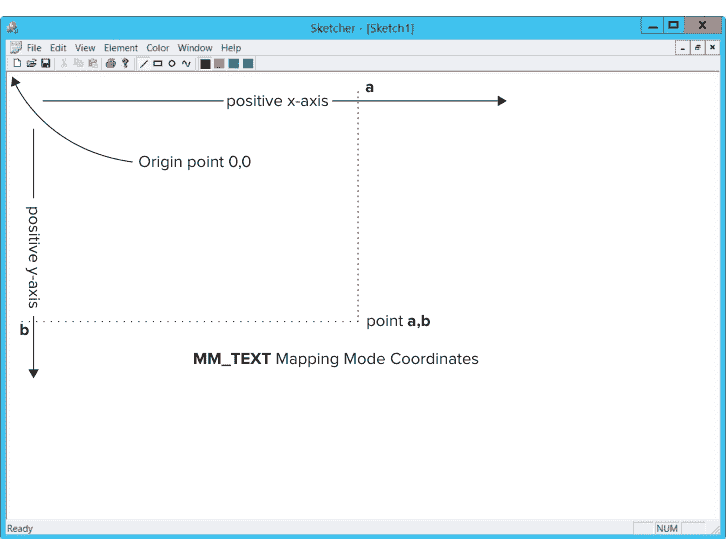 Sketcher - [Sketch1]
File Edit View Element Color Window Help
a
positive x-axis
Origin point 0,0
positive y-axis
b
point a,b
MM_TEXT Mapping Mode Coordinates
Ready NUM